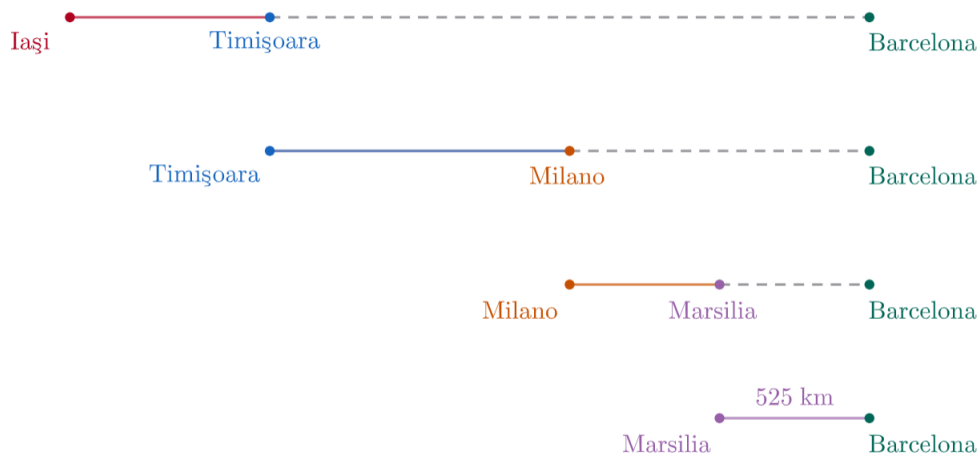 Iaşi Timişoara Barcelona
Timişoara Milano Barcelona
Milano Marsilia Barcelona
525 km
Marsilia Barcelona